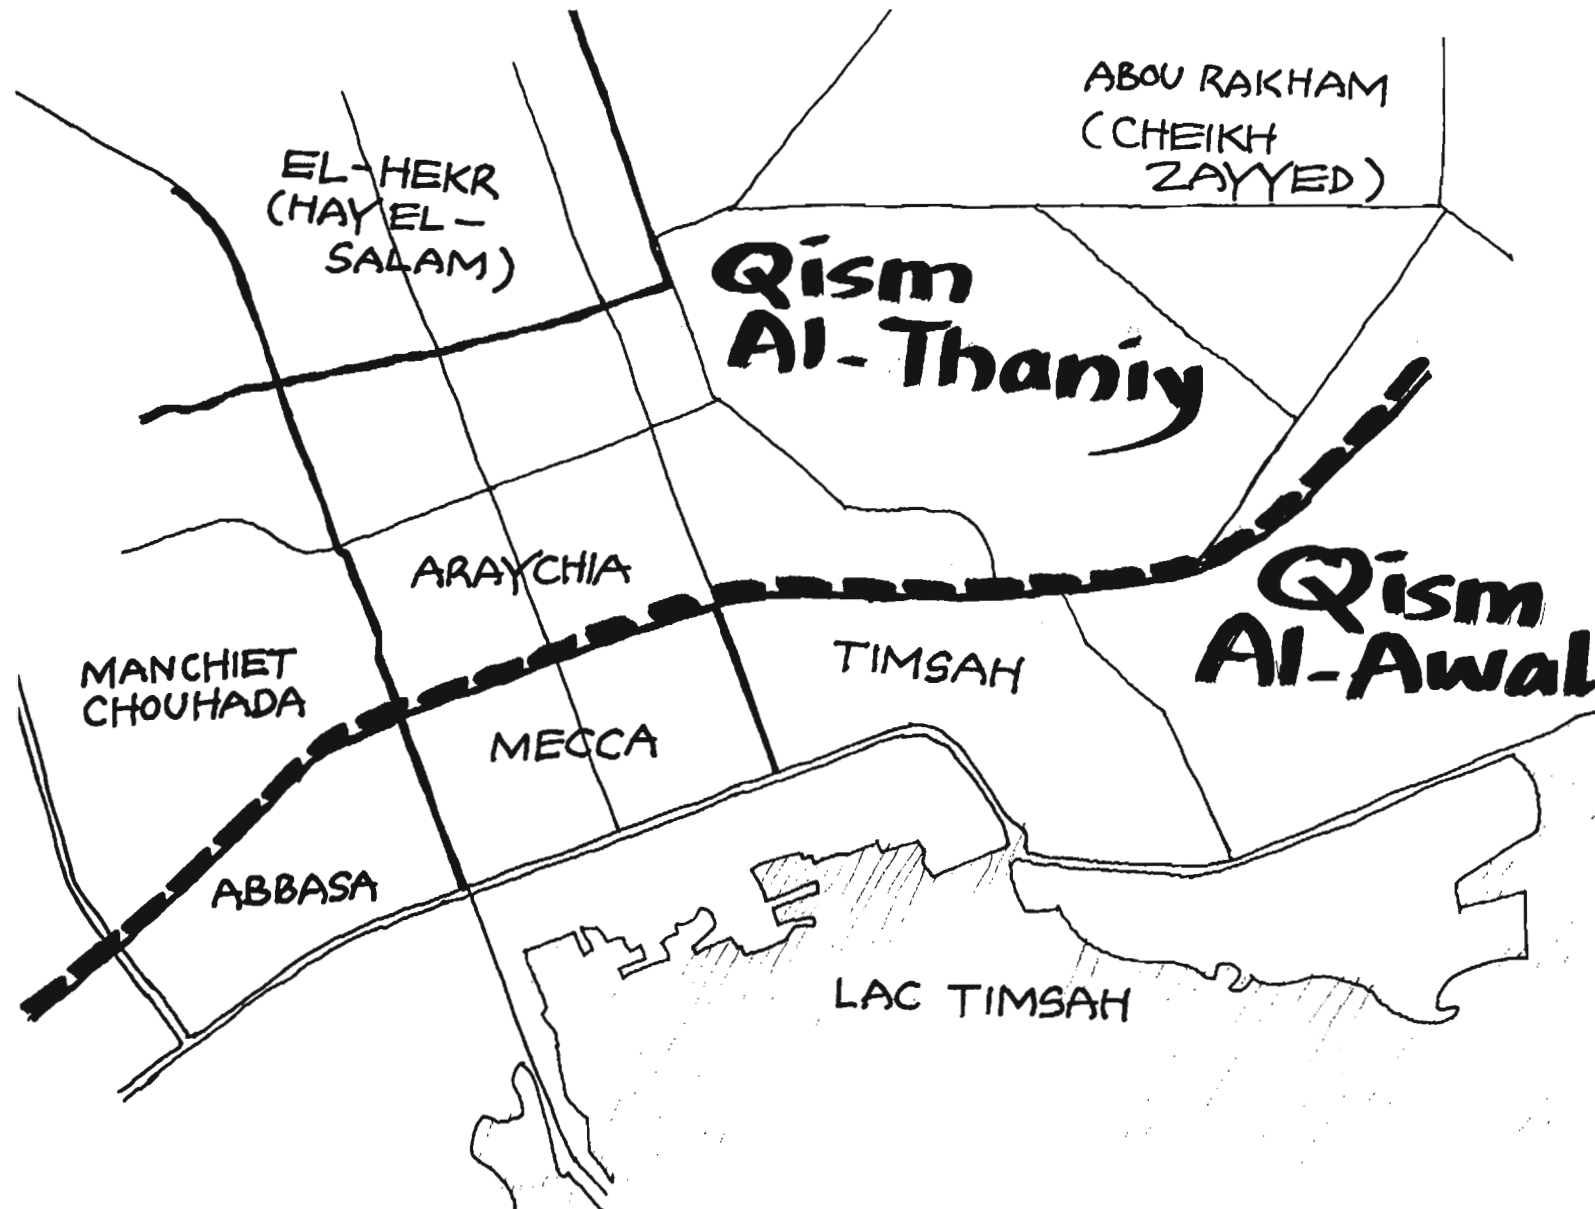 ABOU RAKHAM
(CHEIKH
ZAYYED)
EL-HEKR
(HAY EL-
SALAM)
Qism
Al-Thaniy
ARAYCHIA
Qism
Al-Awal
MANCHIET
CHOUHADA
TIMSAH
MECCA
ABBASA
LAC TIMSAH